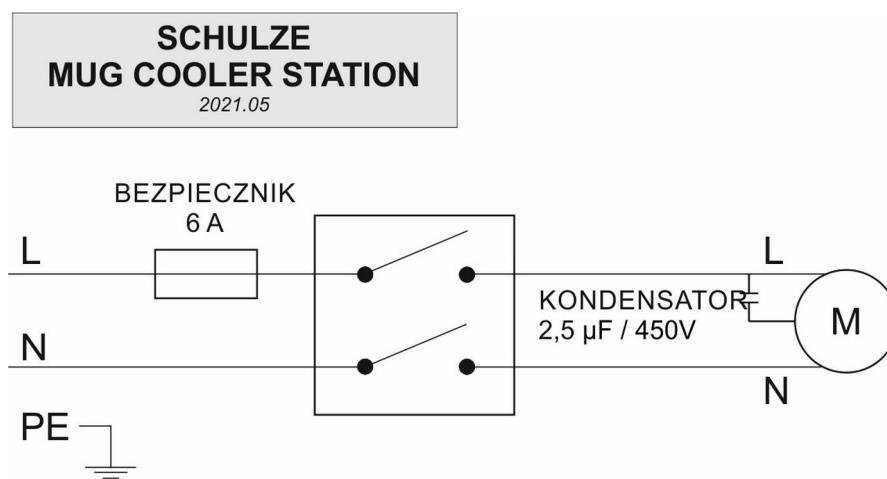 SCHULZE
MUG COOLER STATION
2021.05
BEZPIECZNIK
6 A
L
L
KONDENSATOR
2,5 µF / 450V
M
N
N
PE